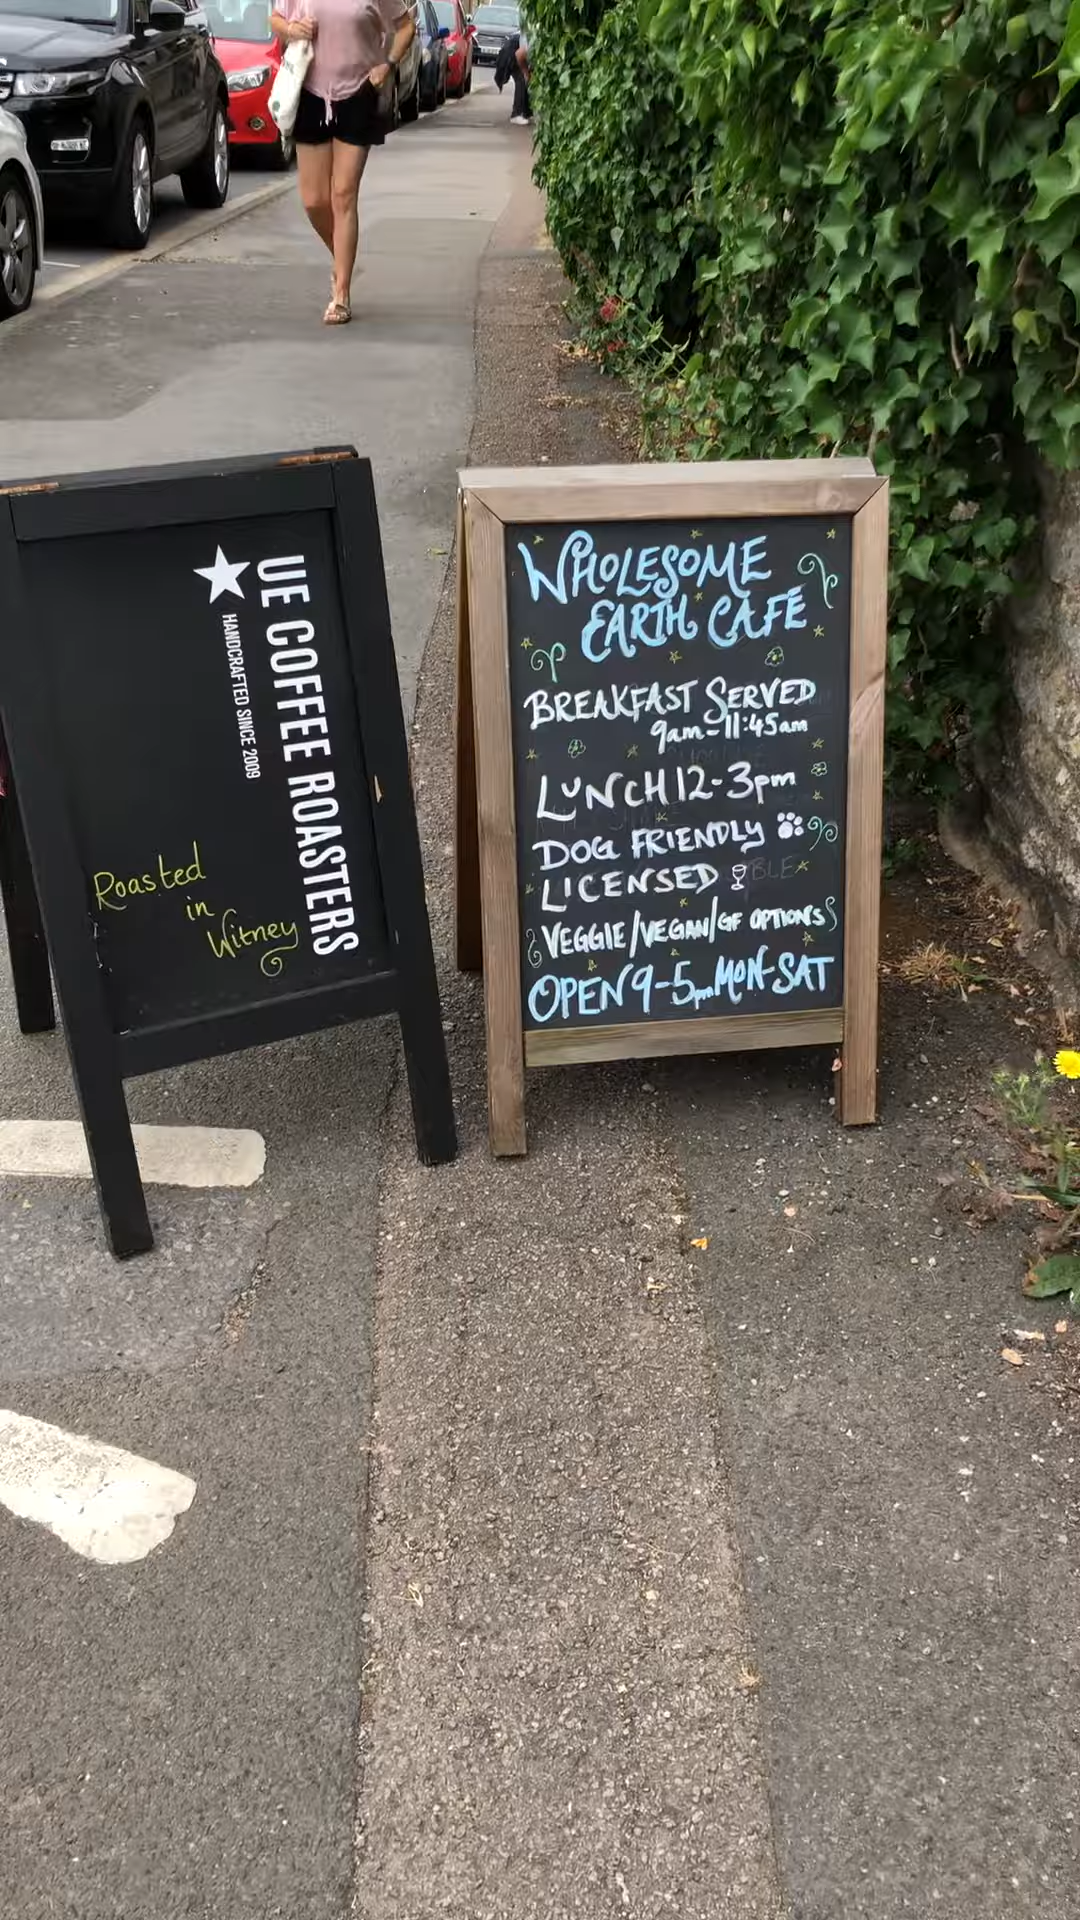 UE COFFEE ROASTERS
HANDCRAFTED SINCE 2009
Roasted
in
Witney
WHOLESOME
EARTH CAFE
BREAKFAST SERVED
9am-11:45am
LUNCH 12-3pm
DOG FRIENDLY
LICENSED
VEGGIE/VEGAN/GF OPTIONS
OPEN 9-5pm MON-SAT